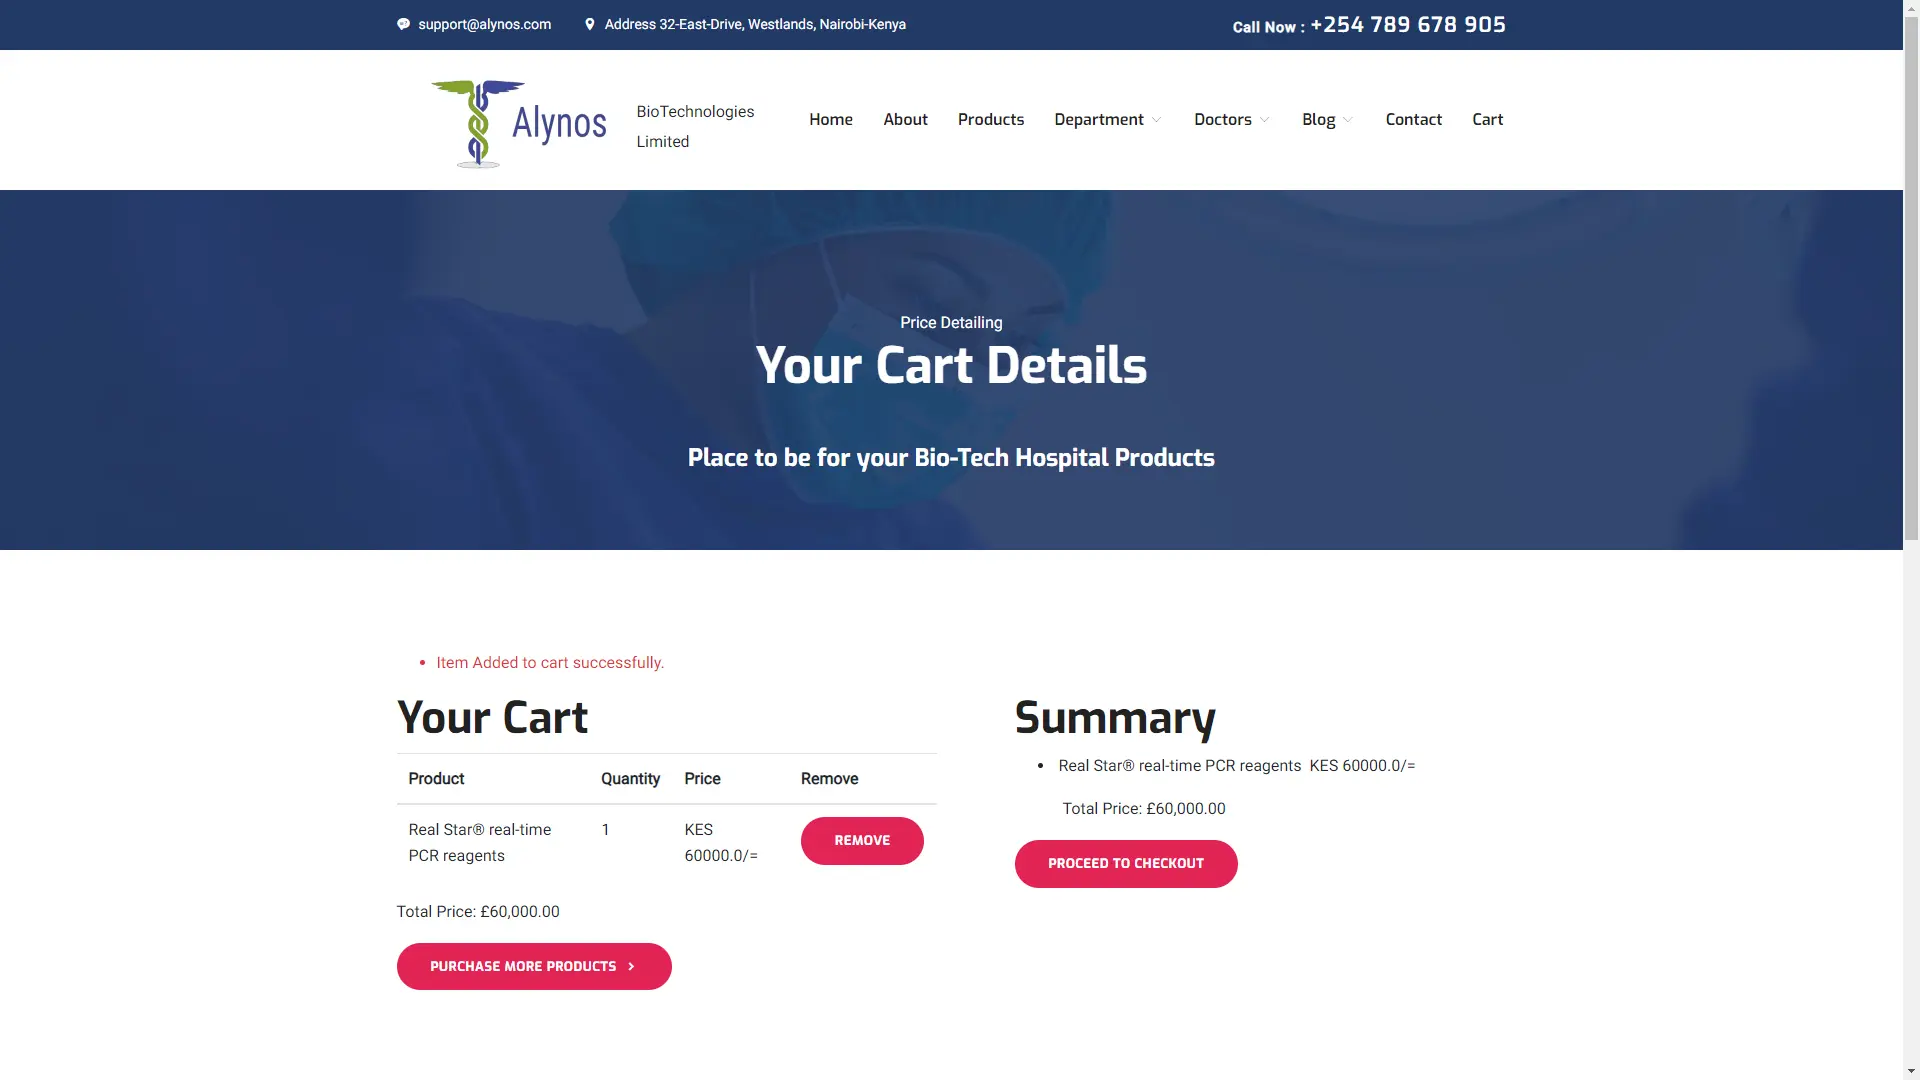 support@alynos.com
Address 32-East-Drive, Westlands, Nairobi-Kenya
Call Now : +254 789 678 905
Alynos
BioTechnologies
Limited
Home
About
Products
Department
Doctors
Blog
Contact
Cart
Price Detailing
Your Cart Details
Place to be for your Bio-Tech Hospital Products
Item Added to cart successfully.
Your Cart
Product Quantity Price Remove
Real Star® real-time 1 KES REMOVE
PCR reagents 60000.0/=
Total Price: £60,000.00
PURCHASE MORE PRODUCTS
Summary
Real Star® real-time PCR reagents KES 60000.0/=
Total Price: £60,000.00
PROCEED TO CHECKOUT